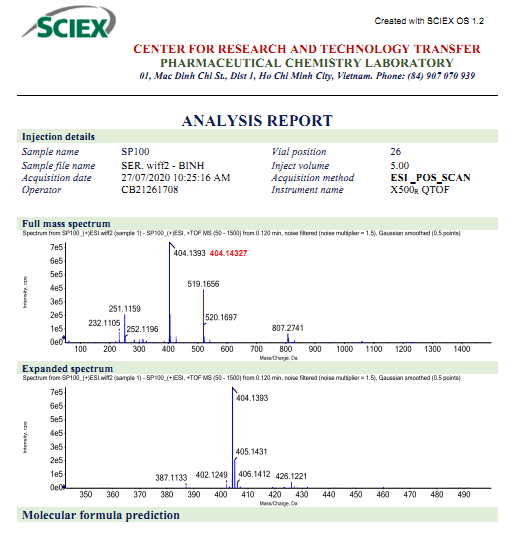 SCIEX
Created with SCIEX OS 1.2
CENTER FOR RESEARCH AND TECHNOLOGY TRANSFER
PHARMACEUTICAL CHEMISTRY LABORATORY
01, Mac Dinh Chi St., Dist 1, Ho Chi Minh City, Vietnam. Phone: (84) 907 070 939
ANALYSIS REPORT
Injection details
Sample name SP100 Vial position 26
Sample file name SER. wiff2 - BINH Inject volume 5.00
Acquisition date 27/07/2020 10:25:16 AM Acquisition method ESI_POS_SCAN
Operator CB21261708 Instrument name X500R QTOF
Full mass spectrum
Spectrum from SP100_(+)ESI.wiff2 (sample 1) - SP100_(+)ESI, +TOF MS (50 - 1500) from 0.120 min, noise filtered (noise multiplier = 1.5), Gaussian smoothed (0.5 points)
Intensity, cps
7e5
6e5
5e5
4e5
3e5
2e5
1e5
0e0
404.1393 404.14327
519.1656
251.1159
520.1697
232.1105
252.1196
807.2741
100 200 300 400 500 600 700 800 900 1000 1100 1200 1300 1400
Mass/Charge, Da
Expanded spectrum
Spectrum from SP100_(+)ESI.wiff2 (sample 1) - SP100_(+)ESI, +TOF MS (50 - 1500) from 0.120 min, noise filtered (noise multiplier = 1.5), Gaussian smoothed (0.5 points)
Intensity, cps
7e5
6e5
5e5
4e5
3e5
2e5
1e5
0e0
404.1393
405.1431
387.1133 402.1249 406.1412 426.1221
350 360 370 380 390 400 410 420 430 440 450 460 470 480 490
Mass/Charge, Da
Molecular formula prediction